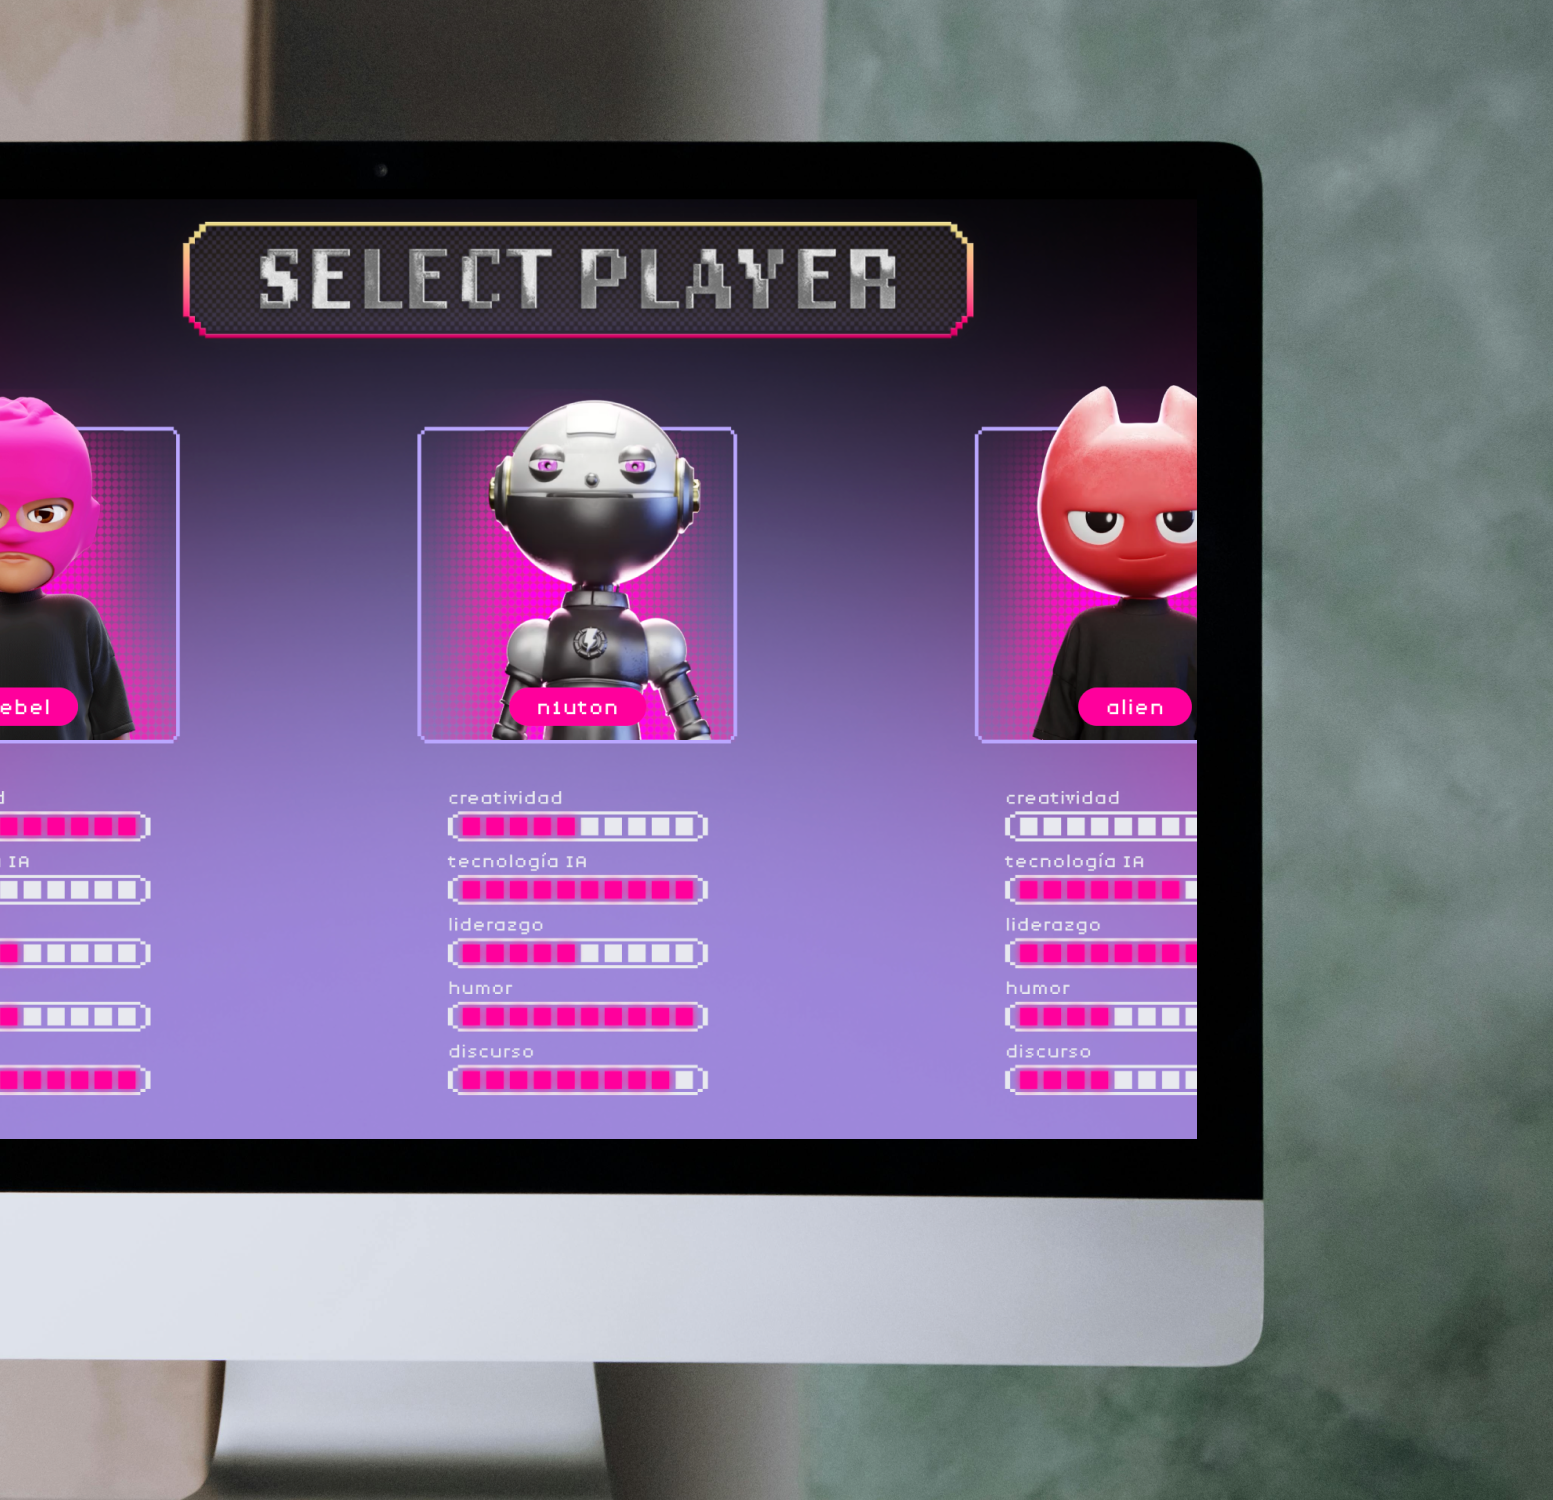 SELECT PLAYER
ebel
n1uton
alien
d
creatividad
creatividad
IA
tecnología IA
tecnología IA
liderazgo
liderazgo
humor
humor
discurso
discurso